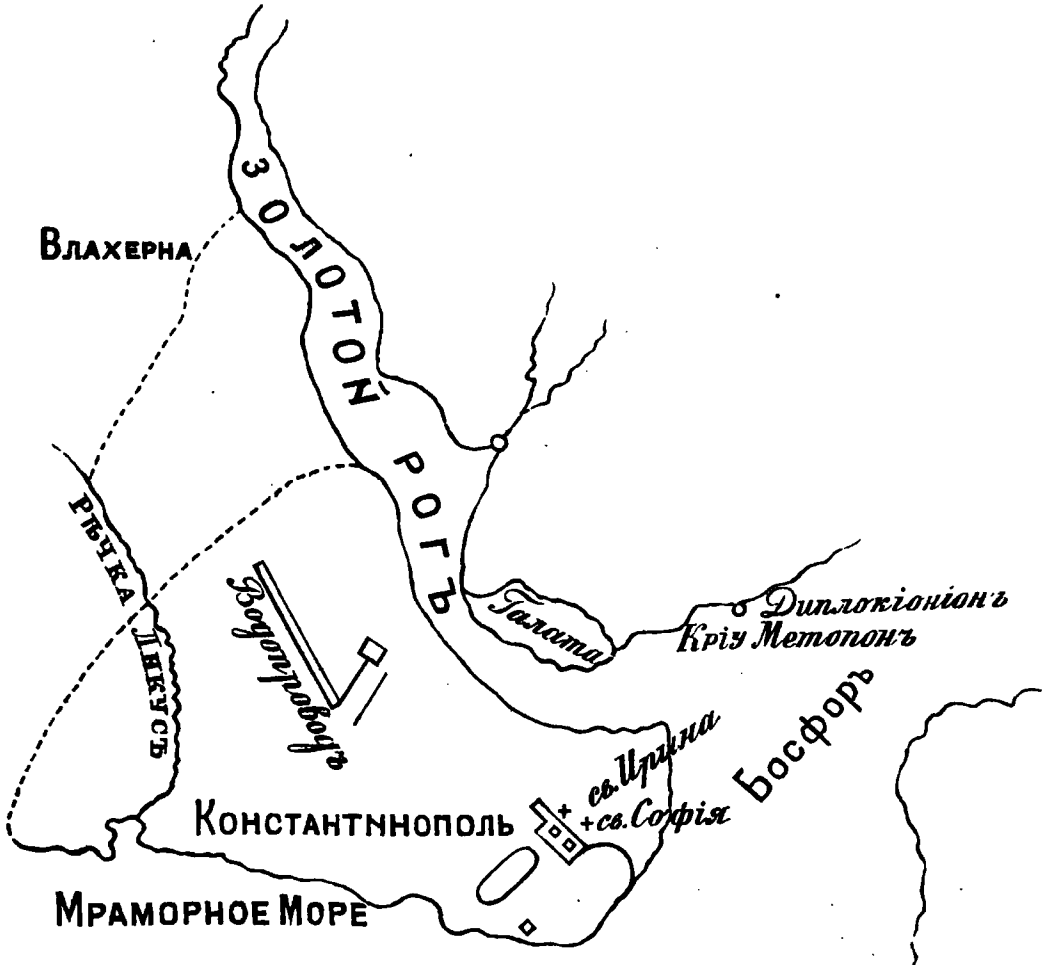 ЗОЛОТОЙ РОГЪ
ВЛАХЕРНА
РѢЧКА ЛИКУСЪ
Водопроводъ
Галата
Диплокіоніонъ
Кріу Метопонъ
Босфоръ
св. Ирина
+св. Софія
КОНСТАНТИНОПОЛЬ
МРАМОРНОЕ МОРЕ